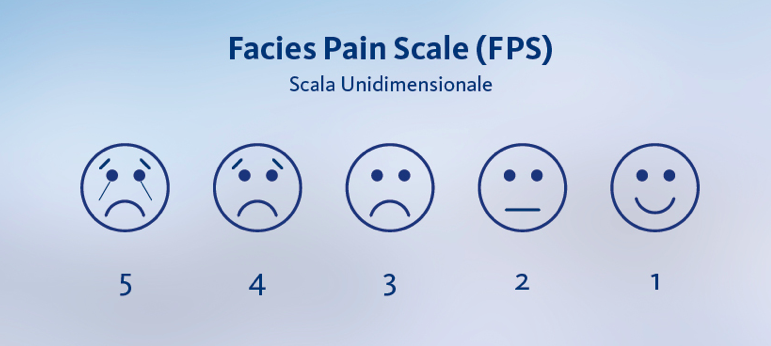 Facies Pain Scale (FPS)
Scala Unidimensionale
5 4 3 2 1